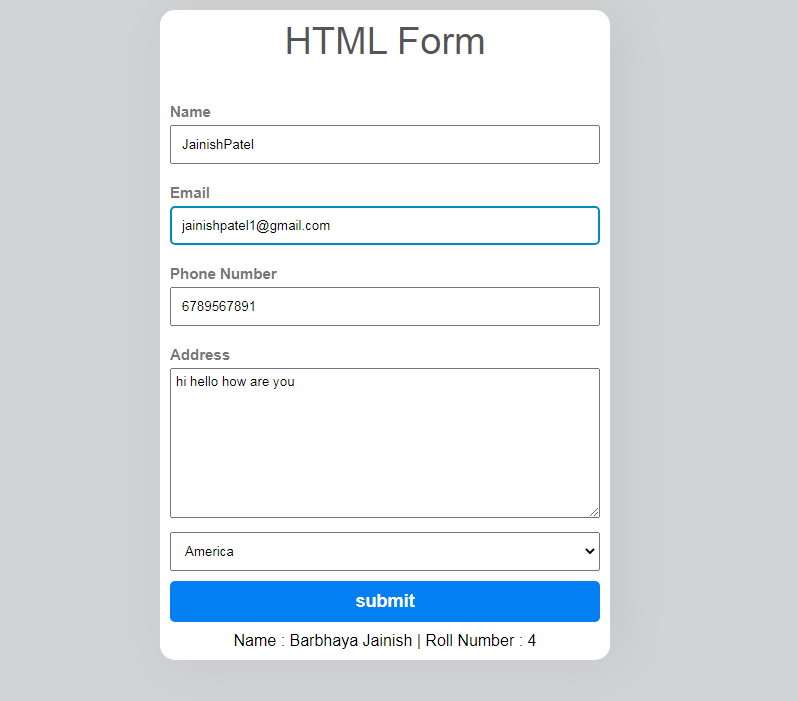 HTML Form
Name
JainishPatel
Email
jainishpatel1@gmail.com
Phone Number
6789567891
Address
hi hello how are you
America
submit
Name : Barbhaya Jainish | Roll Number : 4